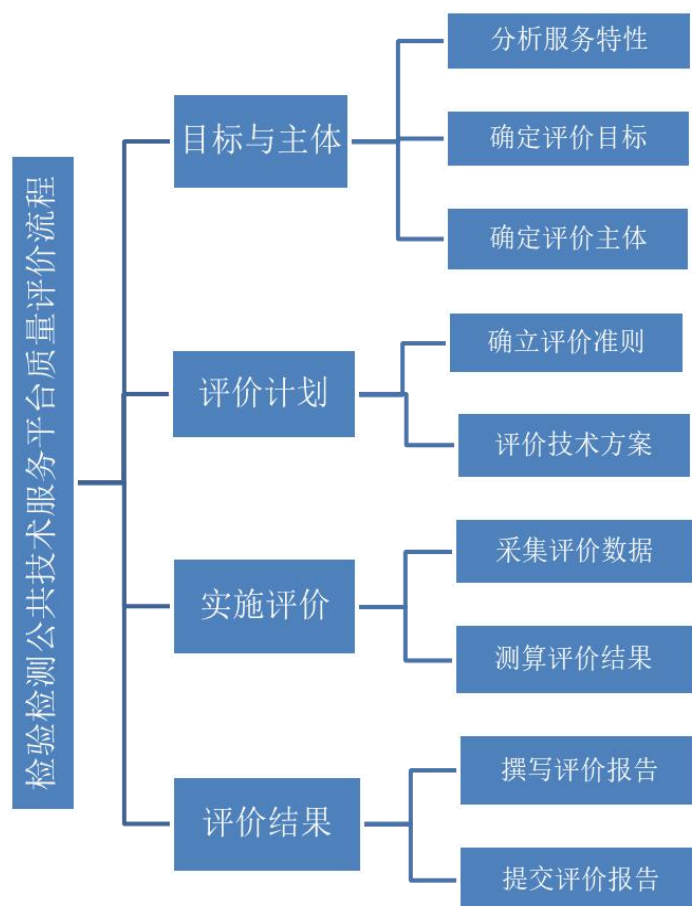 检验检测公共技术服务平台质量评价流程
目标与主体
分析服务特性
确定评价目标
确定评价主体
评价计划
确立评价准则
评价技术方案
实施评价
采集评价数据
测算评价结果
评价结果
撰写评价报告
提交评价报告